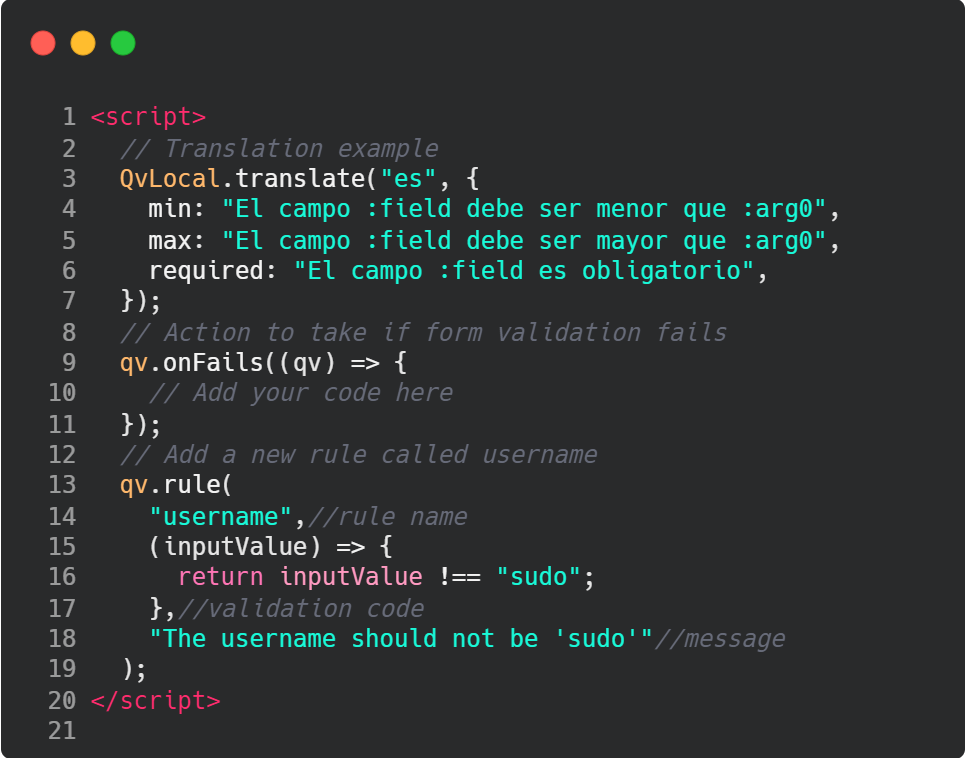 1 <script>
2   // Translation example
3   QvLocal.translate("es", {
4     min: "El campo :field debe ser menor que :arg0",
5     max: "El campo :field debe ser mayor que :arg0",
6     required: "El campo :field es obligatorio",
7   });
8   // Action to take if form validation fails
9   qv.onFails((qv) => {
10     // Add your code here
11   });
12   // Add a new rule called username
13   qv.rule(
14     "username",//rule name
15     (inputValue) => {
16       return inputValue !== "sudo";
17     },//validation code
18     "The username should not be 'sudo'"//message
19   );
20 </script>
21